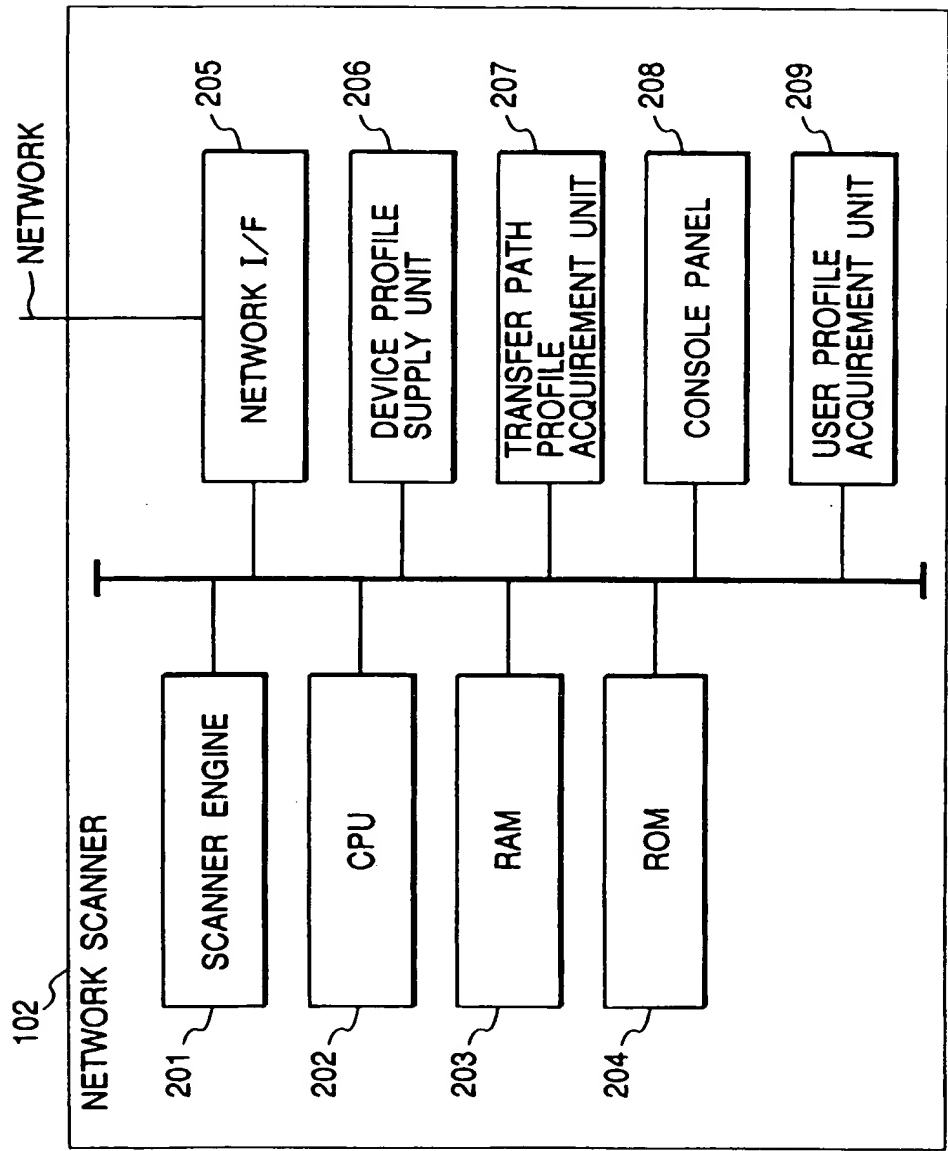 102
NETWORK SCANNER
NETWORK
201
SCANNER ENGINE
202
CPU
203
RAM
204
ROM
NETWORK I/F
205
DEVICE PROFILE
SUPPLY UNIT
206
TRANSFER PATH
PROFILE
ACQUIREMENT UNIT
207
CONSOLE PANEL
208
USER PROFILE
ACQUIREMENT UNIT
209